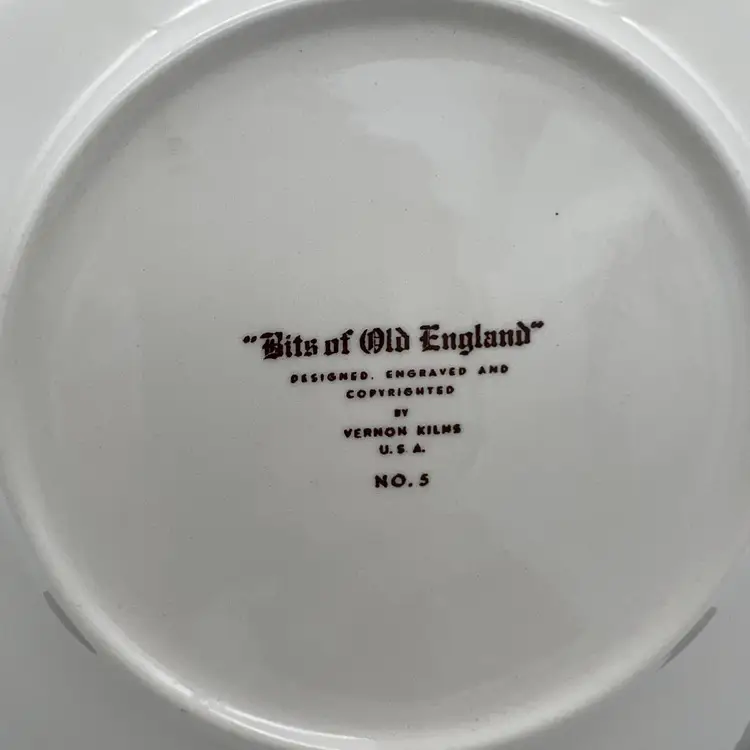 "Bits of Old England"
DESIGNED, ENGRAVED AND
COPYRIGHTED
BY
VERNON KILNS
U.S.A.
NO. 5